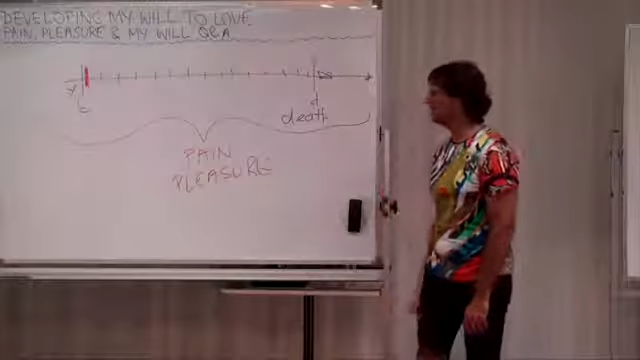 DEVELOPING MY WILL TO LOVE
PAIN, PLEASURE & MY WILL Q&A
d
death
PAIN
PLEASURE